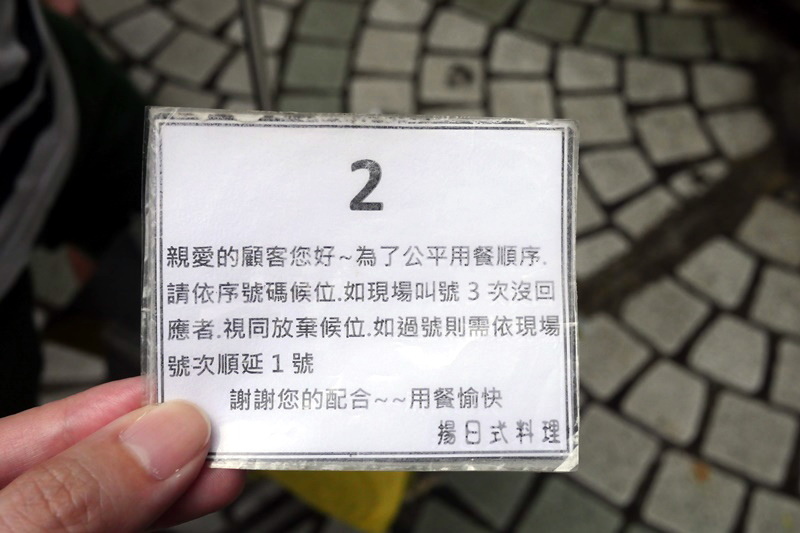 2
親愛的顧客您好~為了公平用餐順序.
請依序號碼候位.如現場叫號 3 次沒回
應者.視同放棄候位.如過號則需依現場
號次順延 1 號
謝謝您的配合~~用餐愉快
揚日式料理